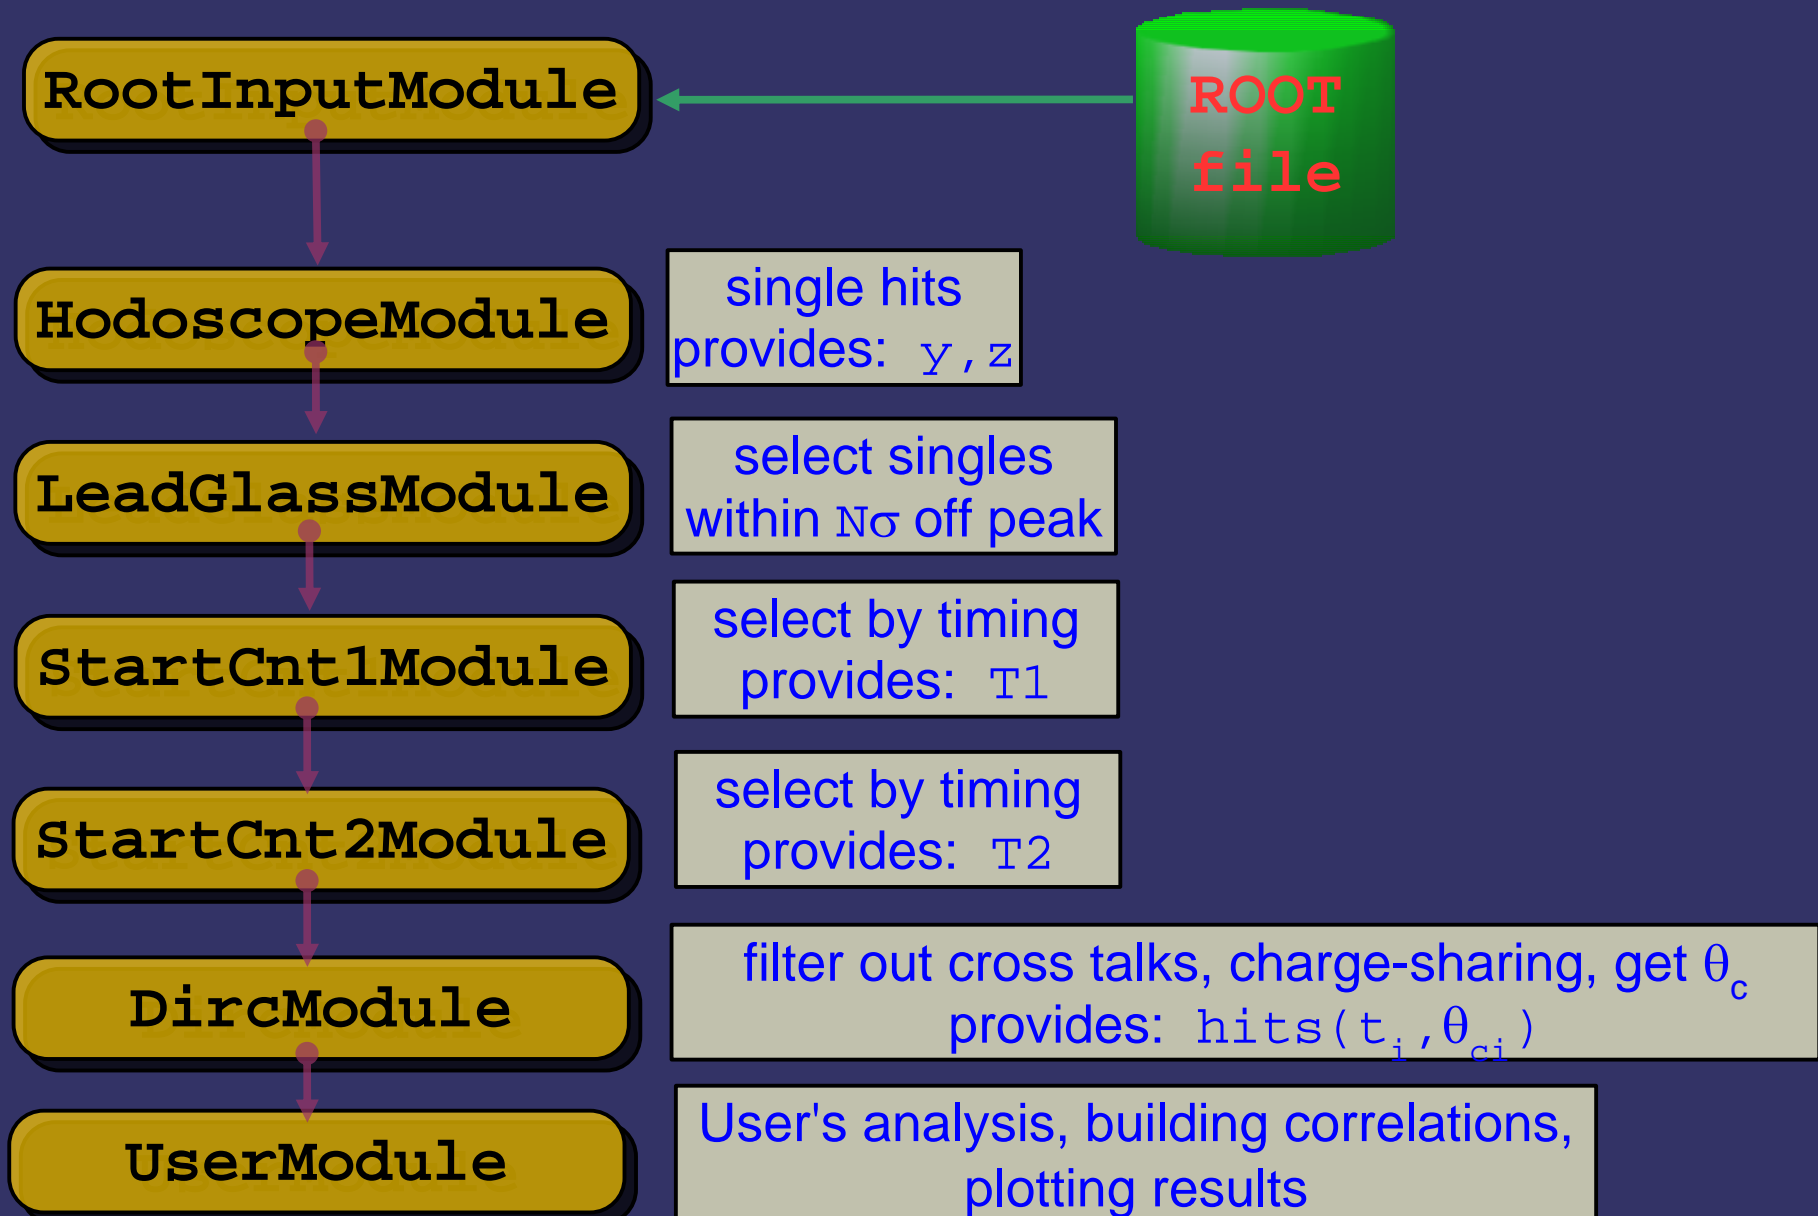 RootInputModule
ROOT
file
HodoscopeModule
single hits
provides: y,z
LeadGlassModule
select singles
within Nσ off peak
StartCnt1Module
select by timing
provides: T1
StartCnt2Module
select by timing
provides: T2
DircModule
filter out cross talks, charge-sharing, get θc
provides: hits(ti,θci)
UserModule
User's analysis, building correlations,
plotting results